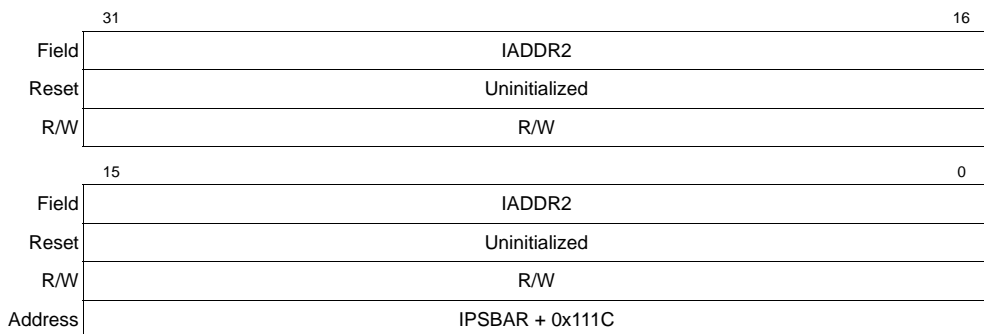 31 16
Field IADDR2
Reset Uninitialized
R/W R/W
15 0
Field IADDR2
Reset Uninitialized
R/W R/W
Address IPSBAR + 0x111C